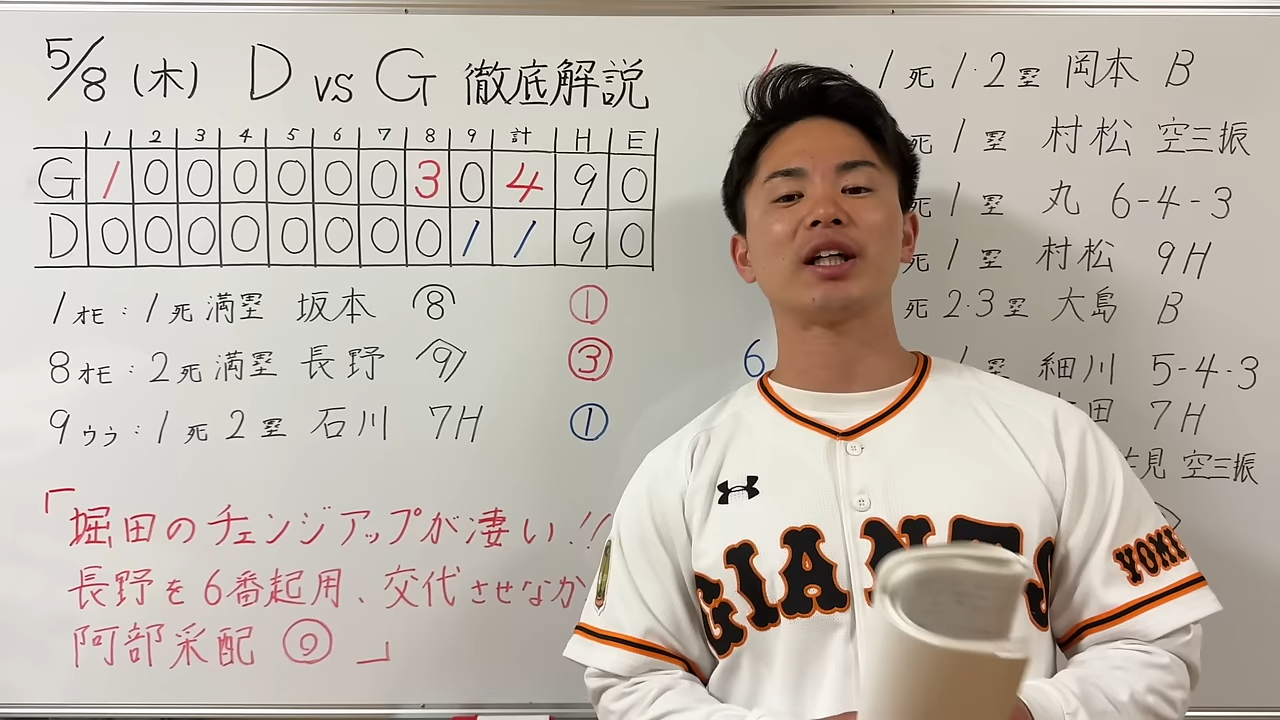 5/8 (木) D vs G 徹底解説
1 2 3 4 5 6 7 8 9 計 H E
G 1 0 0 0 0 0 0 3 0 4 9 0
D 0 0 0 0 0 0 0 0 1 1 9 0
1オモ:1死満塁 坂本 8 ①
8オモ:2死満塁 長野 9 ③
9ウラ:1死2塁 石川 7H ①
「堀田のチェンジアップが凄い!!
長野を6番起用、交代させなか
阿部采配 ⑨」
1死1・2塁 岡本 B
死1塁 村松 空三振
死1塁 丸 6-4-3
死1塁 村松 9H
死2・3塁 大島 B
6 1塁 細川 5-4-3
田 7H
佐見 空三振
GIANTS
YOMI